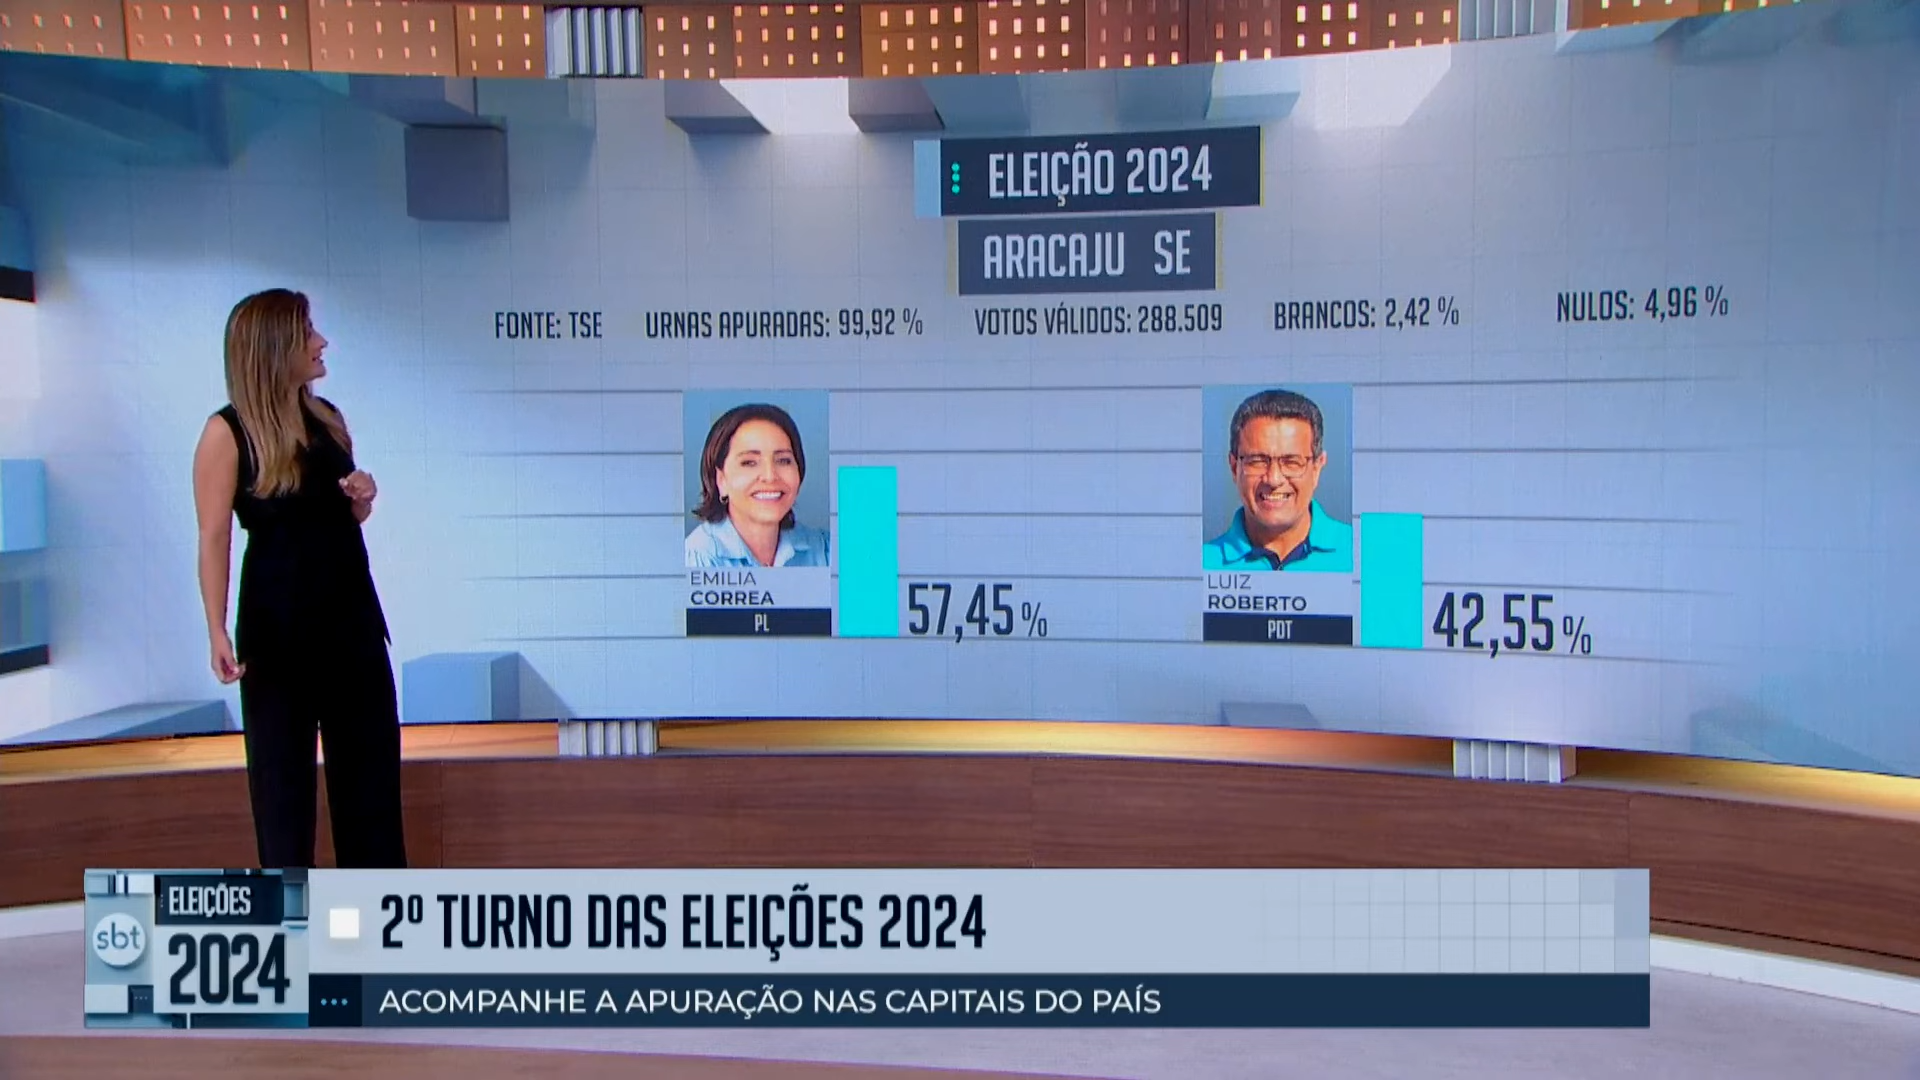 ELEIÇÃO 2024
ARACAJU SE
FONTE: TSE URNAS APURADAS: 99,92 % VOTOS VÁLIDOS: 288.509 BRANCOS: 2,42 % NULOS: 4,96 %
EMILIA
CORREA
PL
57,45 %
LUIZ
ROBERTO
PDT
42,55 %
ELEIÇÕES
sbt
2024
2º TURNO DAS ELEIÇÕES 2024
ACOMPANHE A APURAÇÃO NAS CAPITAIS DO PAÍS